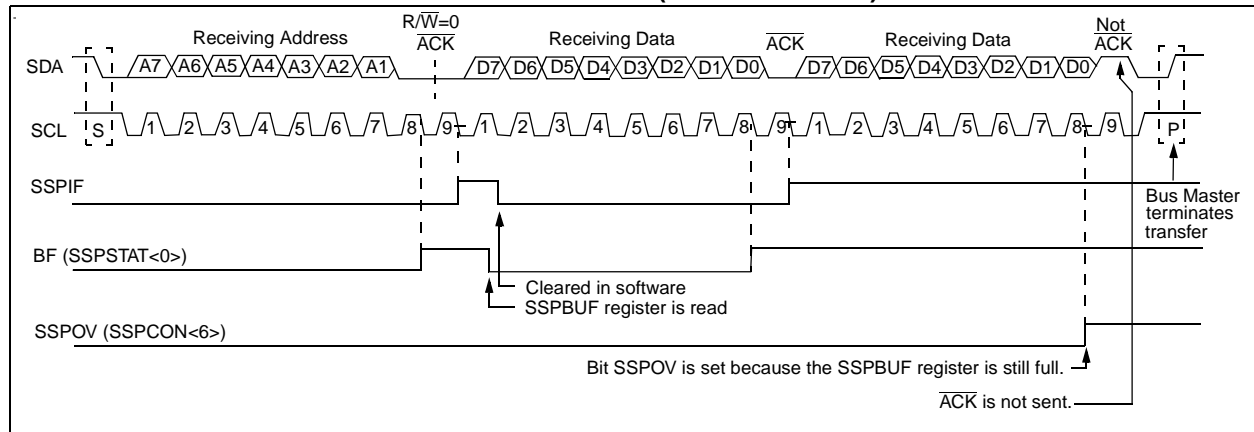 R/W=0
Receiving Address ACK Receiving Data ACK Receiving Data Not ACK
SDA A7 A6 A5 A4 A3 A2 A1 D7 D6 D5 D4 D3 D2 D1 D0 D7 D6 D5 D4 D3 D2 D1 D0
SCL S 1 2 3 4 5 6 7 8 9 1 2 3 4 5 6 7 8 9 1 2 3 4 5 6 7 8 9 P
SSPIF
Bus Master
terminates
transfer
BF (SSPSTAT<0>)
Cleared in software
SSPBUF register is read
SSPOV (SSPCON<6>)
Bit SSPOV is set because the SSPBUF register is still full.
ACK is not sent.